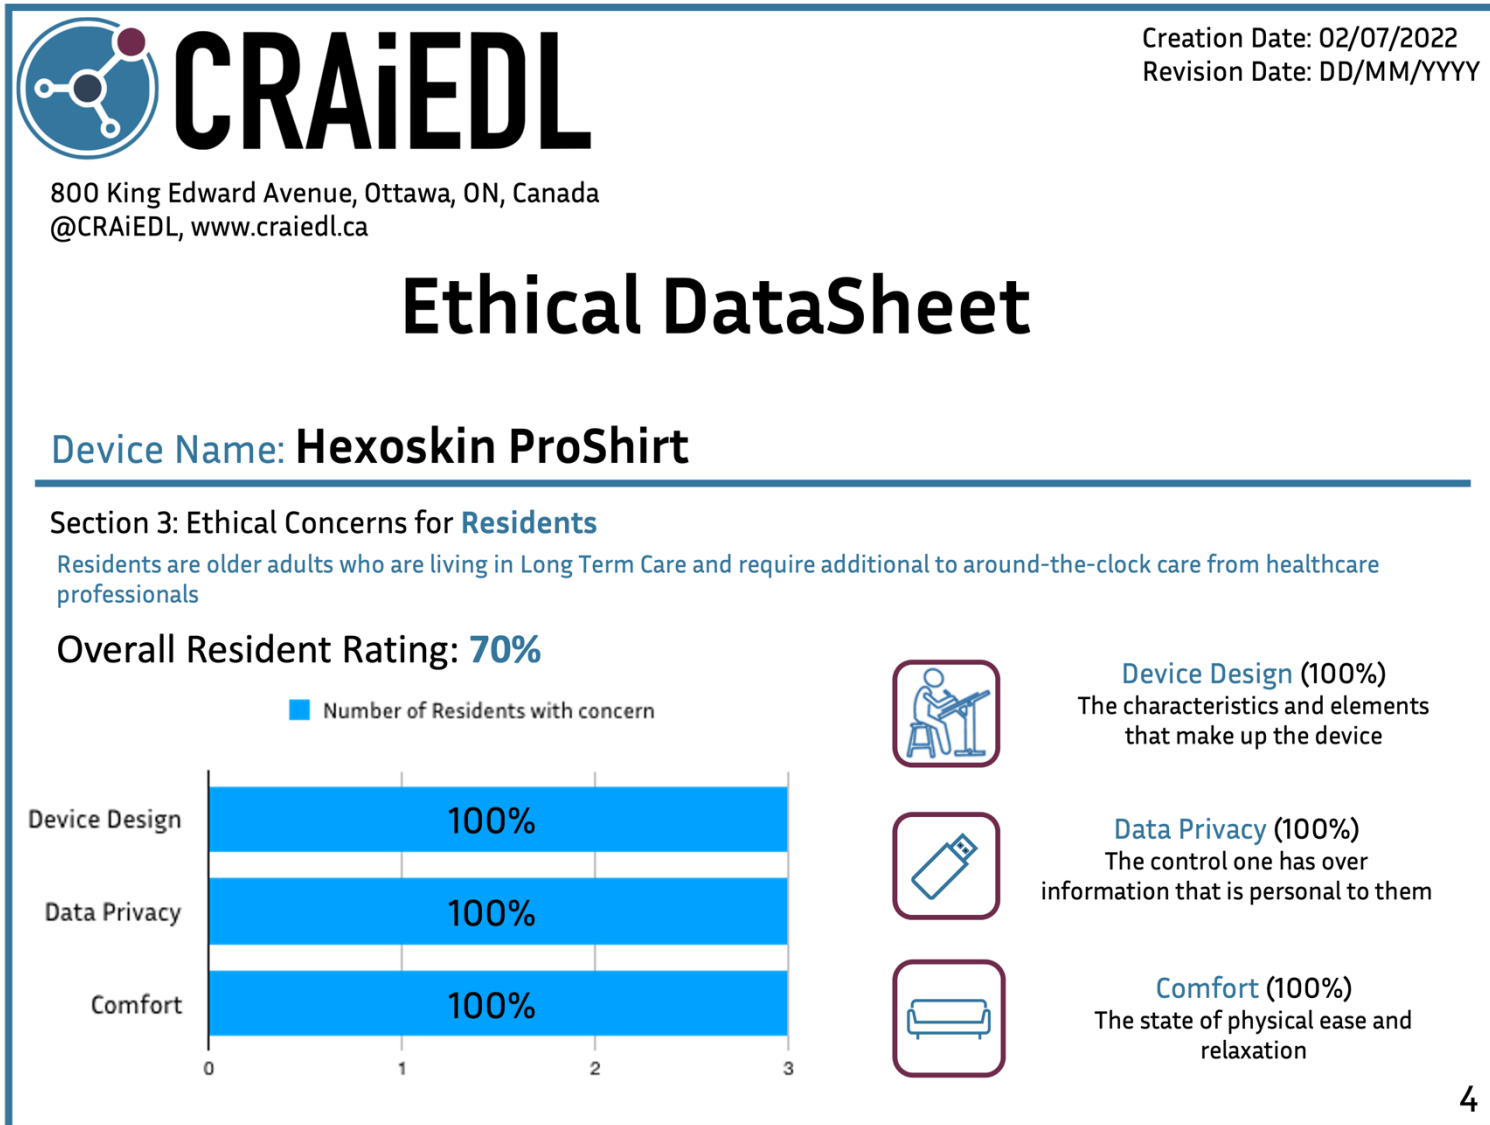 CRAiEDL
Creation Date: 02/07/2022
Revision Date: DD/MM/YYYY
800 King Edward Avenue, Ottawa, ON, Canada
@CRAiEDL, www.craiedl.ca
Ethical DataSheet
Device Name: Hexoskin ProShirt
Section 3: Ethical Concerns for Residents
Residents are older adults who are living in Long Term Care and require additional to around-the-clock care from healthcare
professionals
Overall Resident Rating: 70%
Number of Residents with concern
Device Design
100%
Data Privacy
100%
Comfort
100%
0
1
2
3
Device Design (100%)
The characteristics and elements
that make up the device
Data Privacy (100%)
The control one has over
information that is personal to them
Comfort (100%)
The state of physical ease and
relaxation
4